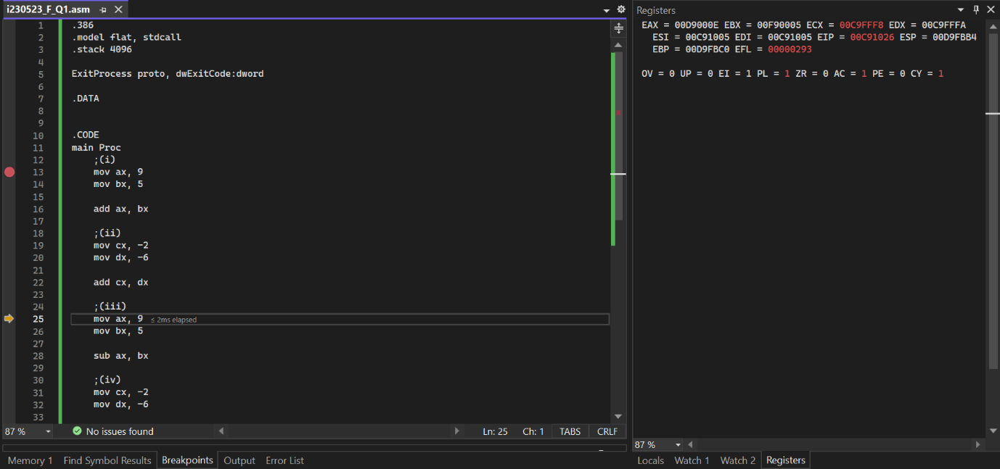 i230523_F_Q1.asm
1 .386
2 .model flat, stdcall
3 .stack 4096
4
5 ExitProcess proto, dwExitCode:dword
6
7 .DATA
8
9
10 .CODE
11 main Proc
12 ;(i)
13 mov ax, 9
14 mov bx, 5
15
16 add ax, bx
17
18 ;(ii)
19 mov cx, -2
20 mov dx, -6
21
22 add cx, dx
23
24 ;(iii)
25 mov ax, 9 ≤ 2ms elapsed
26 mov bx, 5
27
28 sub ax, bx
29
30 ;(iv)
31 mov cx, -2
32 mov dx, -6
33
87 % No issues found Ln: 25 Ch: 1 TABS CRLF
Memory 1 Find Symbol Results Breakpoints Output Error List
Registers
EAX = 00D9000E EBX = 00F90005 ECX = 00C9FFF8 EDX = 00C9FFFA
ESI = 00C91005 EDI = 00C91005 EIP = 00C91026 ESP = 00D9FBB4
EBP = 00D9FBC0 EFL = 00000293
OV = 0 UP = 0 EI = 1 PL = 1 ZR = 0 AC = 1 PE = 0 CY = 1
87 %
Locals Watch 1 Watch 2 Registers